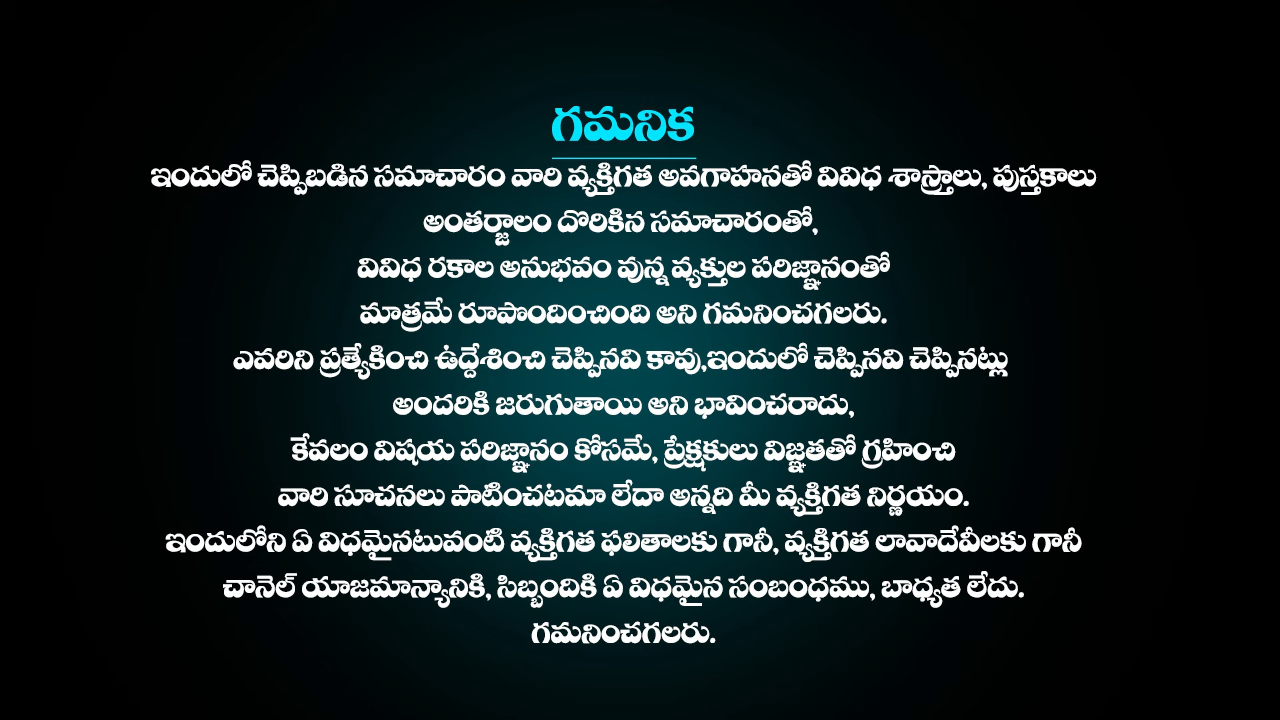 గమనిక
ఇందులో చెప్పిబడిన సమాచారం వారి వ్యక్తిగత అవగాహనతో వివిధ శాస్త్రాలు, పుస్తకాలు
అంతర్జాలం దొరికిన సమాచారంతో,
వివిధ రకాల అనుభవం వున్న వ్యక్తుల పరిజ్ఞానంతో
మాత్రమే రూపొందించింది అని గమనించగలరు.
ఎవరిని ప్రత్యేకించి ఉద్దేశించి చెప్పినవి కావు,ఇందులో చెప్పినవి చెప్పినట్లు
అందరికి జరుగుతాయి అని భావించరాదు,
కేవలం విషయ పరిజ్ఞానం కోసమే, ప్రేక్షకులు విజ్ఞతతో గ్రహించి
వారి సూచనలు పాటించటమా లేదా అన్నది మీ వ్యక్తిగత నిర్ణయం.
ఇందులోని ఏ విధమైనటువంటి వ్యక్తిగత ఫలితాలకు గానీ, వ్యక్తిగత లావాదేవీలకు గానీ
చానెల్ యాజమాన్యానికి, సిబ్బందికి ఏ విధమైన సంబంధము, బాధ్యత లేదు.
గమనించగలరు.